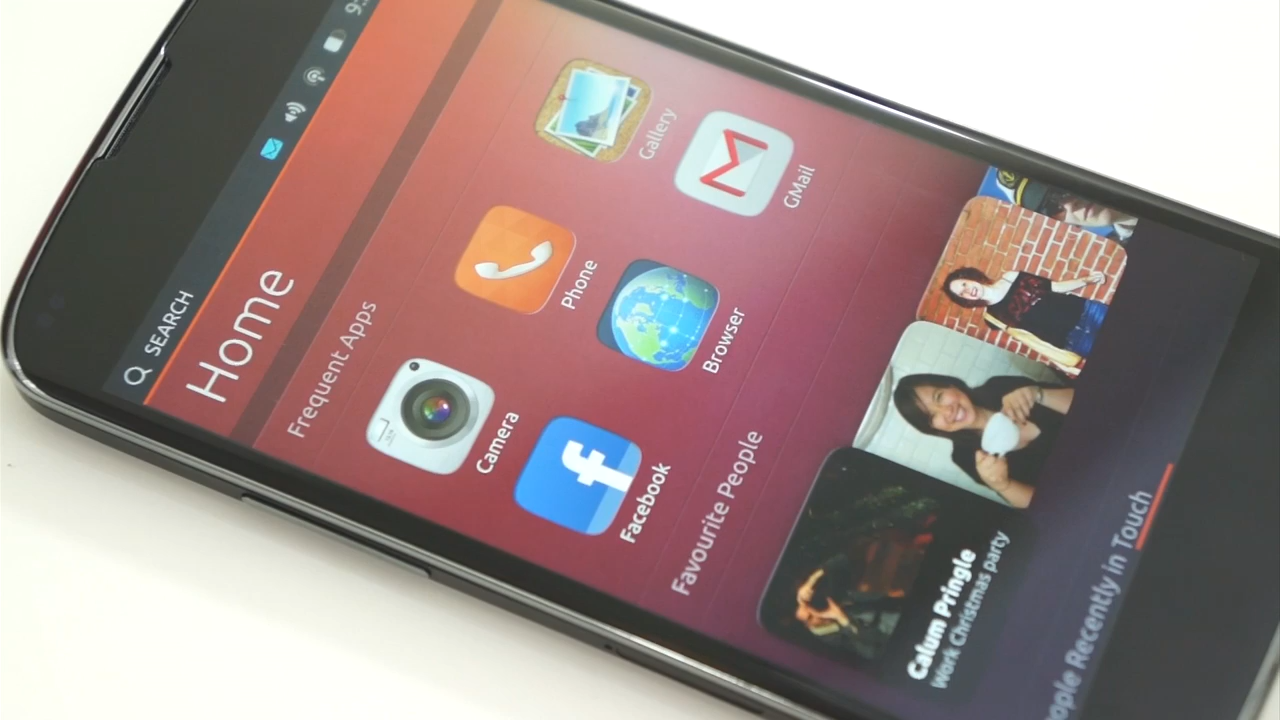 SEARCH
Home
Frequent Apps
Camera
Phone
Gallery
Facebook
Browser
GMail
Favourite People
Calum Pringle
Work Christmas party
Recently in Touch